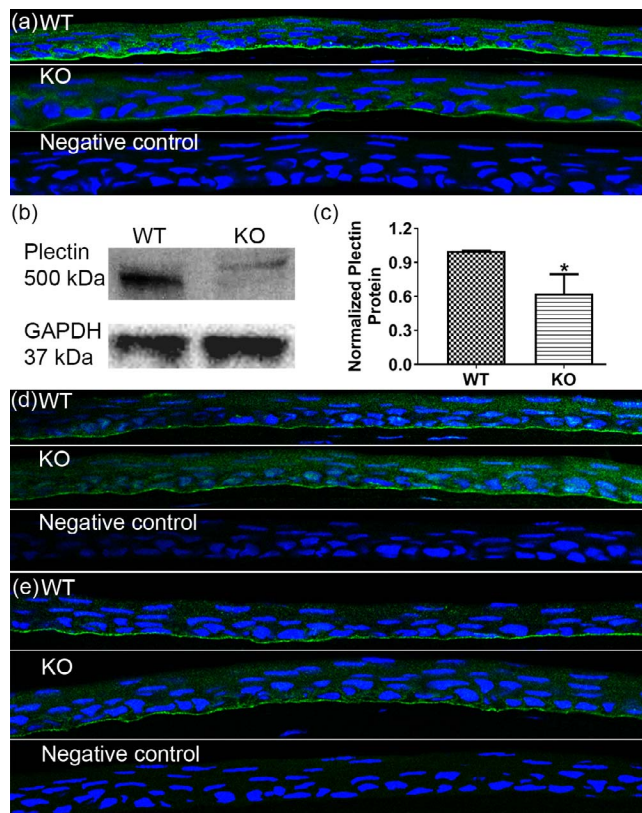 (a) WT
KO
Negative control
(b)
WT KO
Plectin
500 kDa
GAPDH
37 kDa
(c)
Normalized Plectin
Protein
1.2
0.9
0.6
0.3
0.0
*
WT KO
(d) WT
KO
Negative control
(e) WT
KO
Negative control